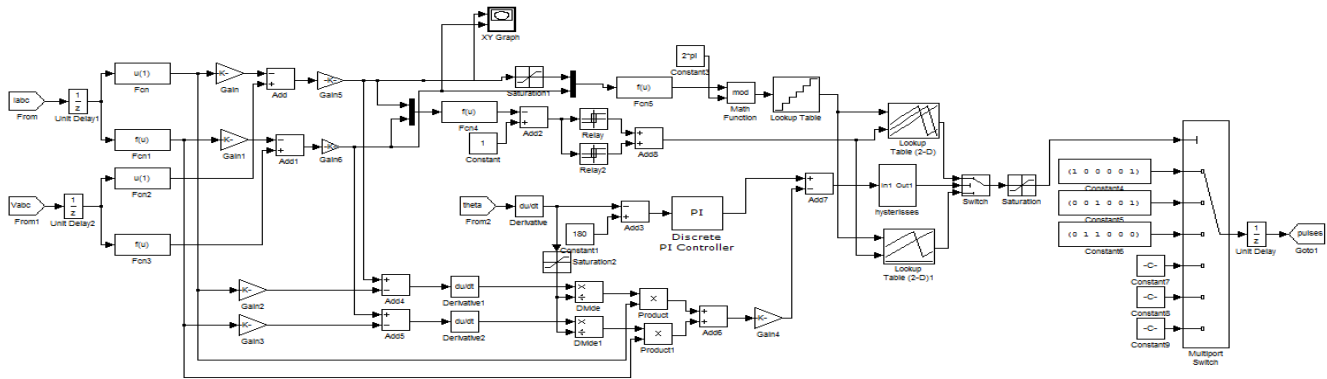 XY Graph
2*pi
Constant3
u(1)
Fcn
-K-
Gain
Add
-K-
Gain5
Saturation1
f(u)
Fcn5
mod
Math
Function
Lookup Table
Iabc
From
1
z
Unit Delay1
f(u)
Fcn1
-K-
Gain1
Add1
-K-
Gain6
f(u)
Fcn4
1
Constant
Add2
Relay
Relay2
Add8
Lookup
Table (2-D)
u(1)
Fcn2
Vabc
From1
1
z
Unit Delay2
f(u)
Fcn3
theta
From2
du/dt
Derivative
180
Constant1
Add3
PI
Discrete
PI Controller
Saturation2
Add7
In1 Out1
hysterisses
Switch
Saturation
Lookup
Table (2-D)1
(1 0 0 0 0 1)
Constant4
(0 0 1 0 0 1)
Constant5
(0 1 1 0 0 0)
Constant6
-C-
Constant7
-C-
Constant8
-C-
Constant9
Multiport
Switch
1
z
Unit Delay
pulses
Goto1
K-
Gain2
K-
Gain3
Add4
Add5
du/dt
Derivative1
du/dt
Derivative2
Divide
Divide1
Product
Product1
Add6
K-
Gain4